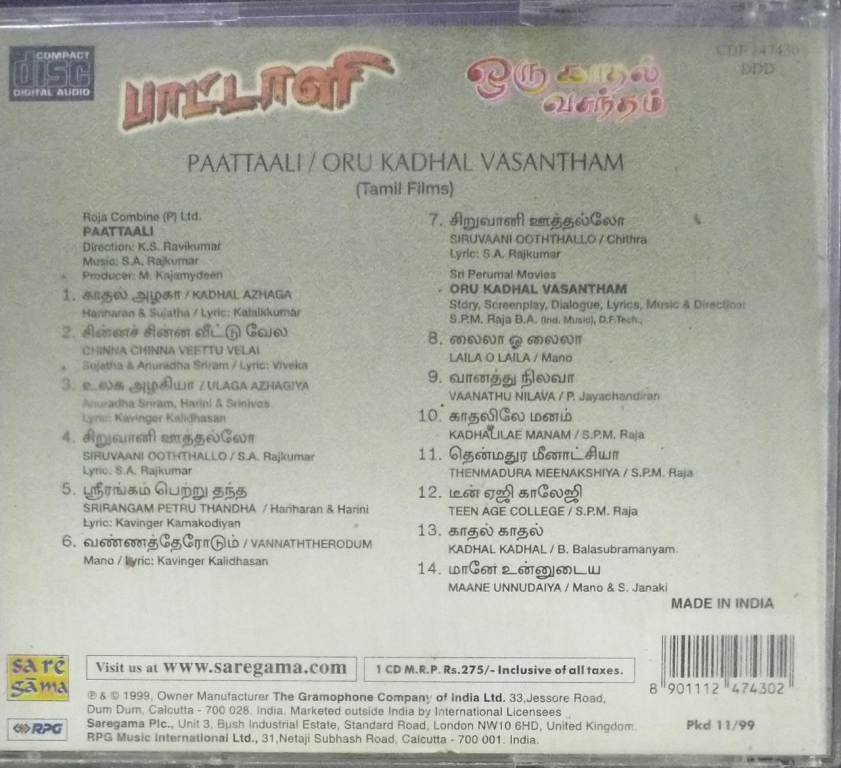 COMPACT
disc
DIGITAL AUDIO
பாட்டாளி
ஒரு காதல்
வசந்தம்
CDF 147430
DDD
PAATTAALI / ORU KADHAL VASANTHAM
(Tamil Films)
Roja Combine (P) Ltd.
PAATTAALI
Direction: K.S. Ravikumar
Music: S.A. Rajkumar
Producer: M. Kajamydeen
1. காதல் அழகா / KADHAL AZHAGA
Hariharan & Sujatha / Lyric: Kalaikkumar
2. சின்னச் சின்ன வீட்டு வேல
CHINNA CHINNA VEETTU VELAI
Sujatha & Anuradha Sriram / Lyric: Viveka
3. உலக அழகியா / ULAGA AZHAGIYA
Anuradha Sriram, Harini & Srinivos
Lyric: Kavinger Kalidhasan
4. சிறுவானி ஊத்தல்லோ
SIRUVAANI OOTHTHALLO / S.A. Rajkumar
Lyric: S.A. Rajkumar
5. ஸ்ரீரங்கம் பெற்று தந்த
SRIRANGAM PETRU THANDHA / Hariharan & Harini
Lyric: Kavinger Kamakodiyan
6. வண்ணத்தேரோடும் / VANNATHTHERODUM
Mano / Lyric: Kavinger Kalidhasan
7. சிறுவானி ஊத்தல்லோ
SIRUVAANI OOTHTHALLO / Chithra
Lyric: S.A. Rajkumar
Sri Perumal Movies
ORU KADHAL VASANTHAM
Story, Screenplay, Dialogue, Lyrics, Music & Direction:
S.P.M. Raja B.A. (Ind. Music), D.F.Tech.,
8. லைலா ஓ லைலா
LAILA O LAILA / Mano
9. வானத்து நிலவா
VAANATHU NILAVA / P. Jayachandiran
10. காதலிலே மனம்
KADHALILAE MANAM / S.P.M. Raja
11. தென்மதுர மீனாட்சியா
THENMADURA MEENAKSHIYA / S.P.M. Raja
12. டீன் ஏஜி காலேஜி
TEEN AGE COLLEGE / S.P.M. Raja
13. காதல் காதல்
KADHAL KADHAL / B. Balasubramanyam
14. மானே உன்னுடைய
MAANE UNNUDAIYA / Mano & S. Janaki
MADE IN INDIA
sa rē
gā ma
Visit us at www.saregama.com
1 CD M.R.P. Rs.275/- Inclusive of all taxes.
8 901112 474302
℗ & © 1999, Owner Manufacturer The Gramophone Company of India Ltd. 33,Jessore Road,
Dum Dum, Calcutta - 700 028. India. Marketed outside India by International Licensees
Saregama Plc., Unit 3, Bush Industrial Estate, Standard Road, London NW10 6HD, United Kingdom.
RPG Music International Ltd., 31,Netaji Subhash Road, Calcutta - 700 001. India.
RPG
Pkd 11/99